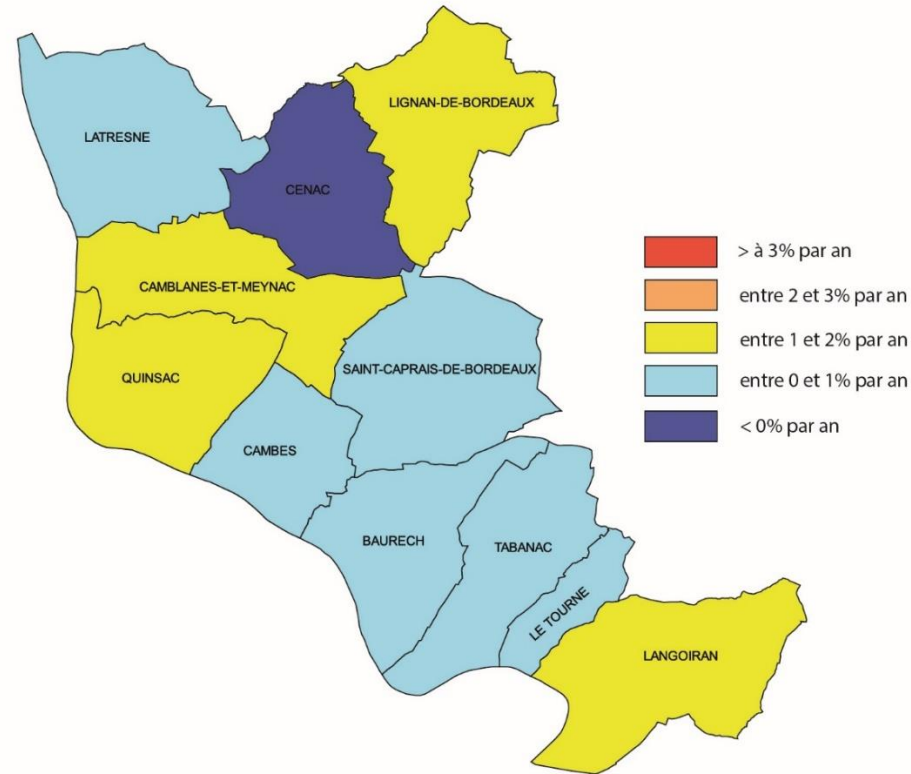 LIGNAN-DE-BORDEAUX
LATRESNE
CENAC
CAMBLANES-ET-MEYNAC
QUINSAC
SAINT-CAPRAIS-DE-BORDEAUX
CAMBES
BAURECH
TABANAC
LE TOURNE
LANGOIRAN
> à 3% par an
entre 2 et 3% par an
entre 1 et 2% par an
entre 0 et 1% par an
< 0% par an